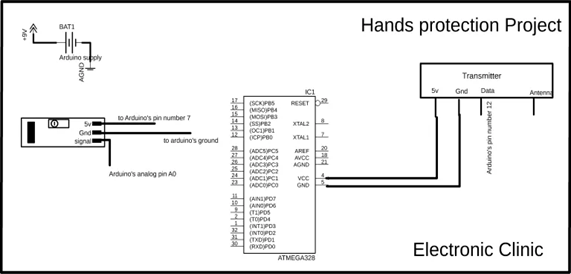 Hands protection Project
+9V
BAT1
Arduino supply
AGND
5v
Gnd
signal
to Arduino's pin number 7
to arduino's ground
Arduino's analog pin A0
IC1
17 (SCK)PB5 RESET 29
16 (MISO)PB4
15 (MOSI)PB3
14 (SS)PB2 XTAL2 8
13 (OC1)PB1
12 (ICP)PB0 XTAL1 7
28 (ADC5)PC5 AREF 20
27 (ADC4)PC4 AVCC 18
26 (ADC3)PC3 AGND 21
25 (ADC2)PC2
24 (ADC1)PC1 VCC 4
23 (ADC0)PC0 GND 5
11 (AIN1)PD7
10 (AIN0)PD6
9 (T1)PD5
2 (T0)PD4
1 (INT1)PD3
32 (INT0)PD2
31 (TXD)PD1
30 (RXD)PD0
ATMEGA328
Transmitter
5v Gnd Data Antenna
Arduino's pin number 12
Electronic Clinic